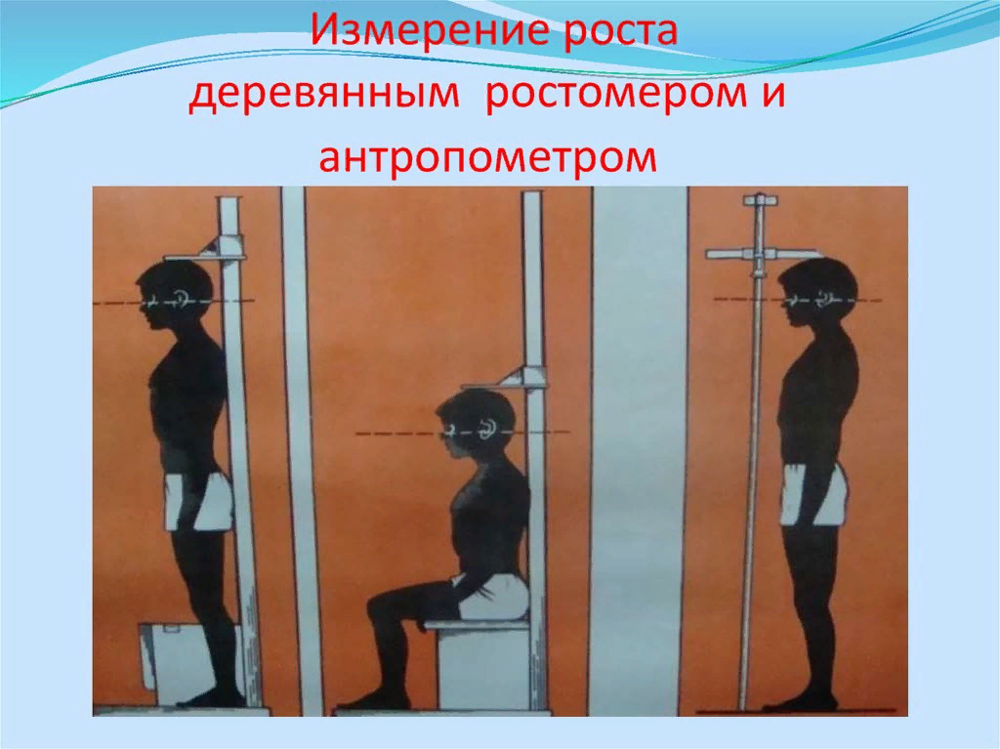 Измерение роста
деревянным ростомером и
антропометром